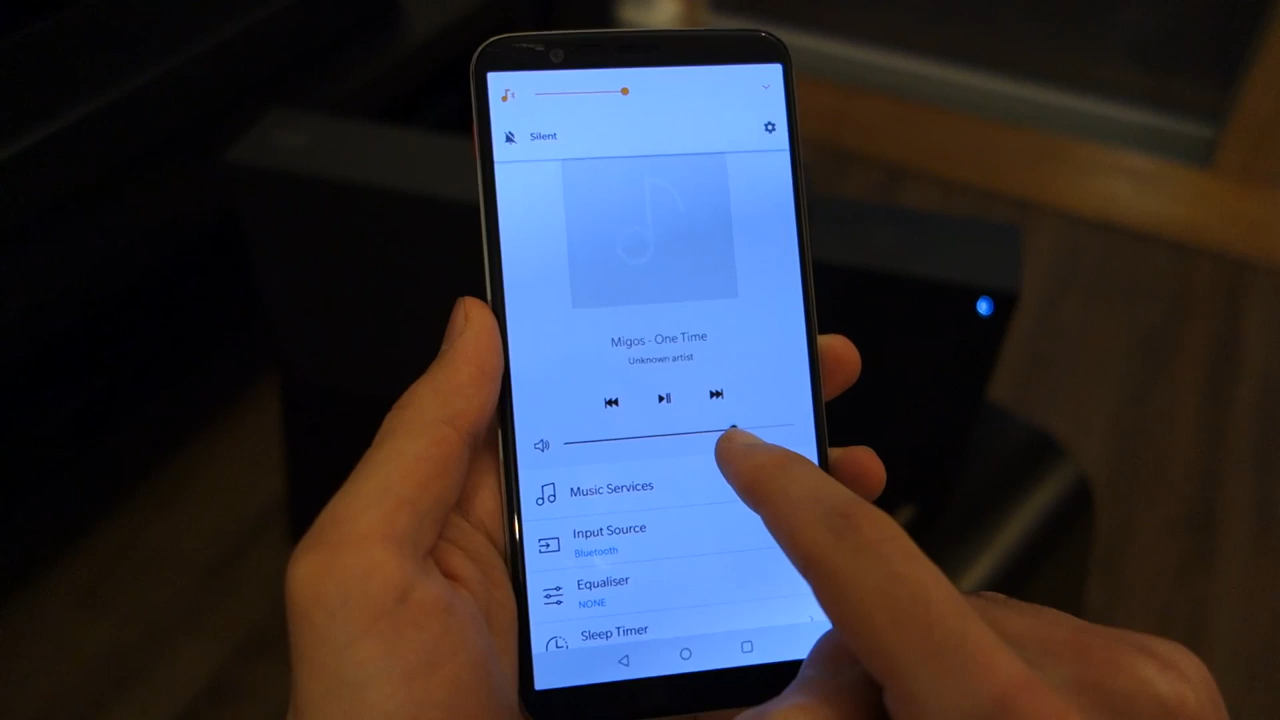 Silent
Migos - One Time
Unknown artist
Music Services
Input Source
Bluetooth
Equaliser
NONE
Sleep Timer